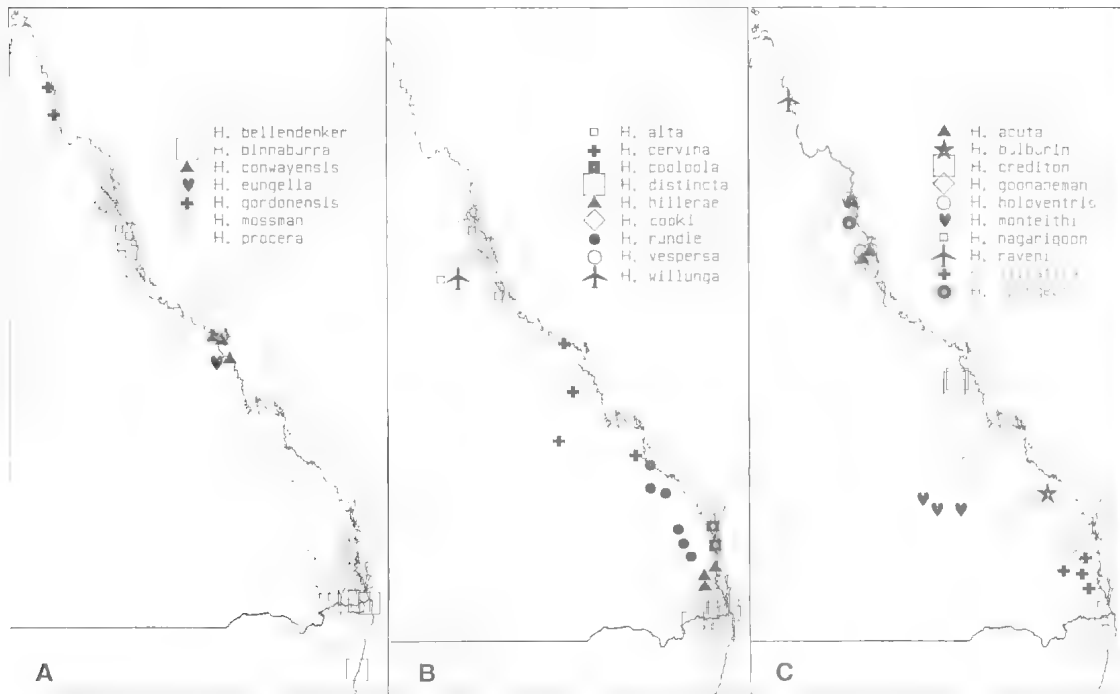 H. bellendenker
H. binnaburra
H. conwayensis
H. eungella
H. gordonensis
H. mossman
H. procera
A
H. alta
H. cervina
H. cooloola
H. distincta
H. hillerae
H. cooki
H. rundle
H. vespersa
H. willunga
B
H. acuta
H. bulburin
H. crediton
H. goonaneman
H. holoventris
H. monteithi
H. nagarigoon
H. raveni
H.
C